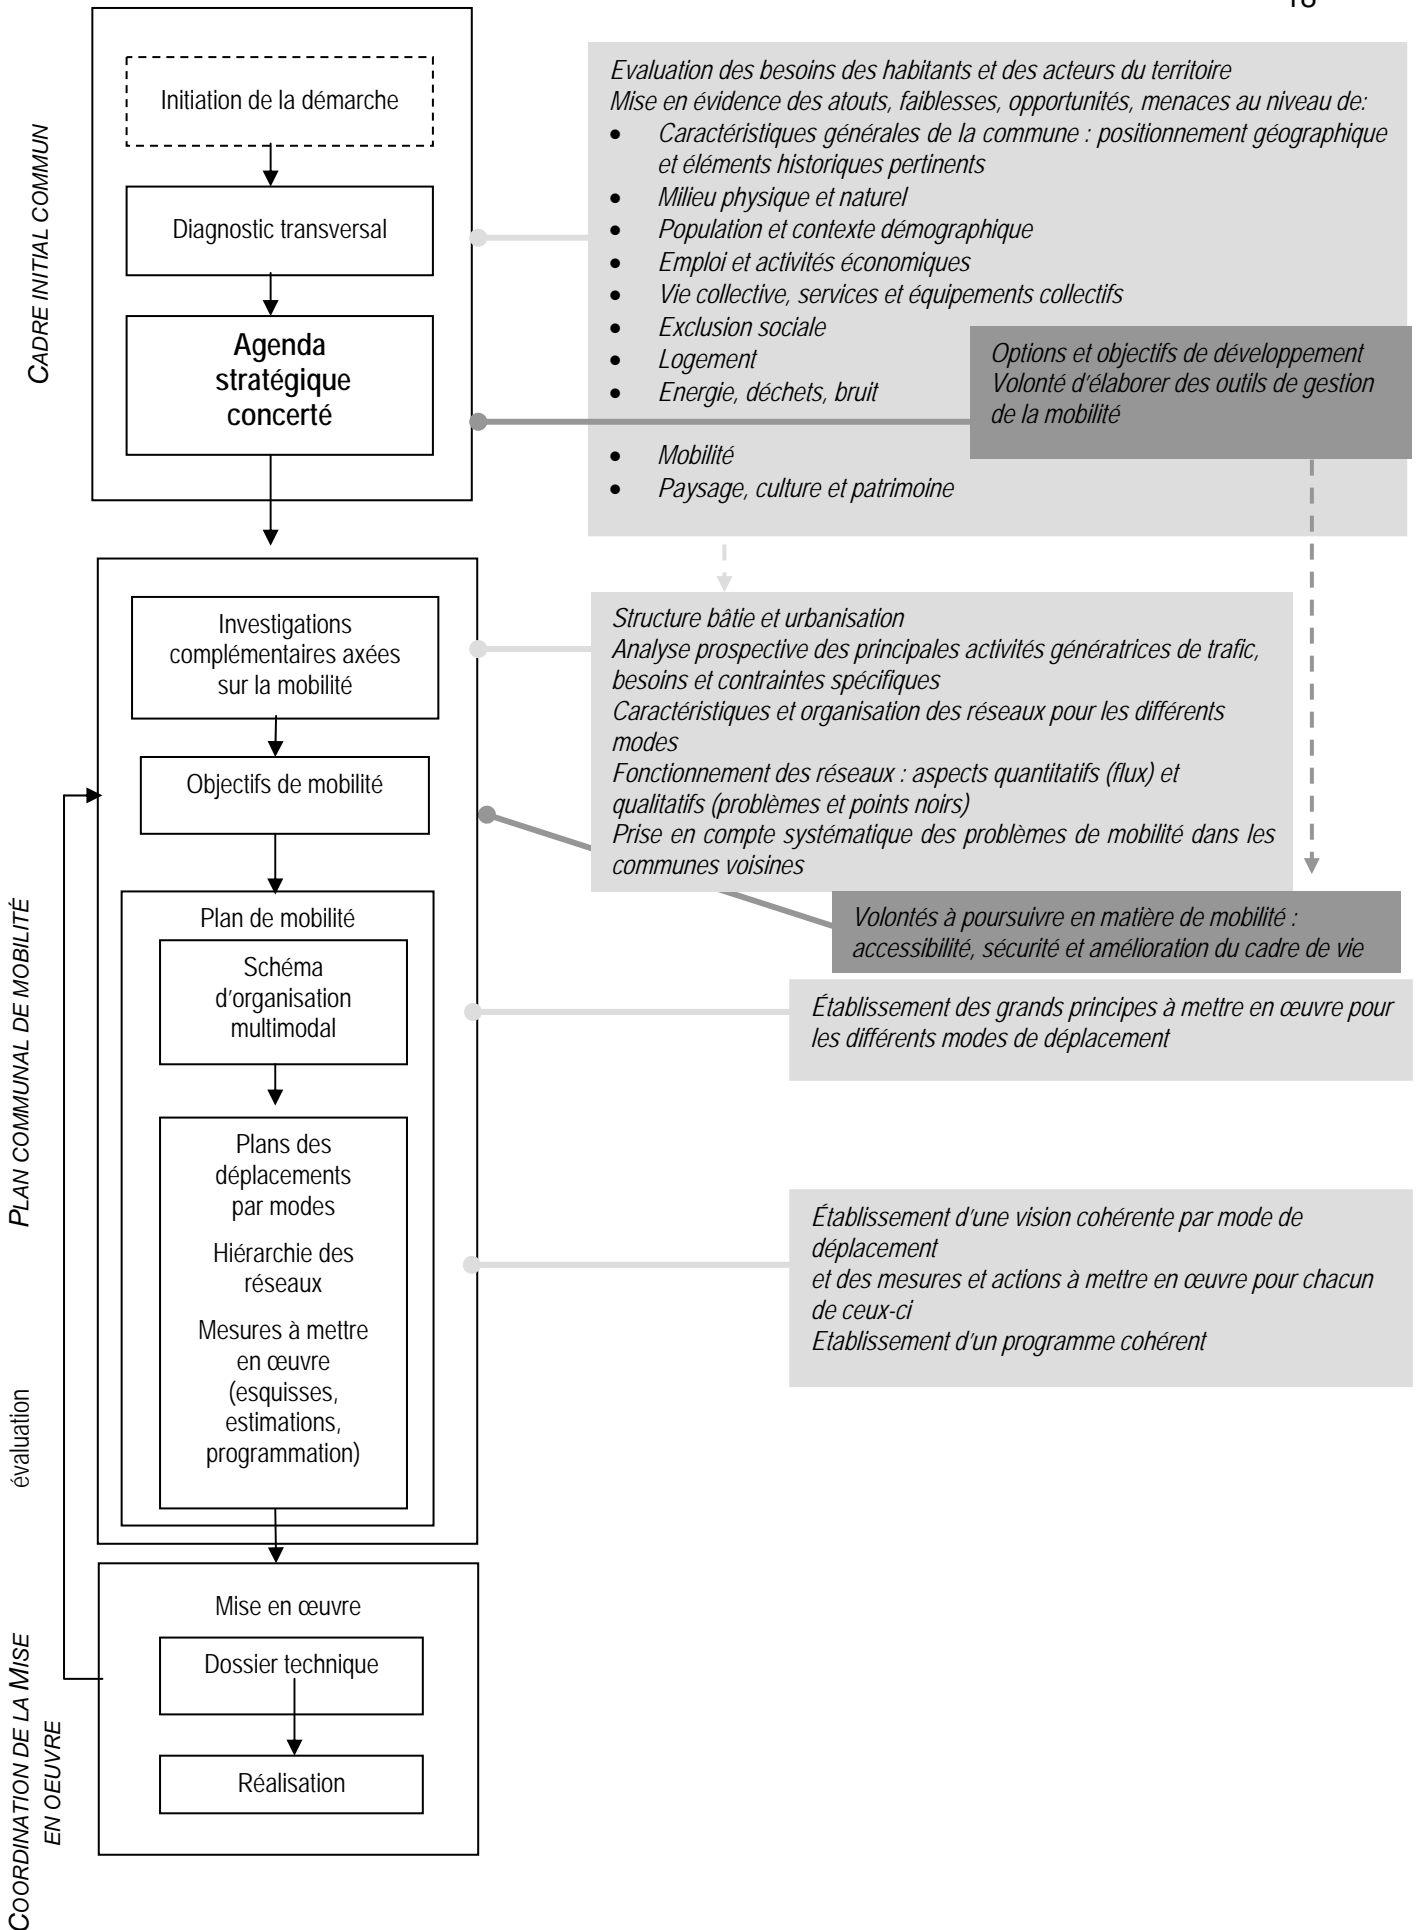 CADRE INITIAL COMMUN
Initiation de la démarche
Diagnostic transversal
Agenda
stratégique
concerté
Evaluation des besoins des habitants et des acteurs du territoire
Mise en évidence des atouts, faiblesses, opportunités, menaces au niveau de:
• Caractéristiques générales de la commune : positionnement géographique
et éléments historiques pertinents
• Milieu physique et naturel
• Population et contexte démographique
• Emploi et activités économiques
• Vie collective, services et équipements collectifs
• Exclusion sociale
• Logement
• Energie, déchets, bruit
• Mobilité
• Paysage, culture et patrimoine
Options et objectifs de développement
Volonté d'élaborer des outils de gestion
de la mobilité
PLAN COMMUNAL DE MOBILITÉ
Investigations
complémentaires axées
sur la mobilité
Objectifs de mobilité
Plan de mobilité
Schéma
d'organisation
multimodal
Plans des
déplacements
par modes
Hiérarchie des
réseaux
Mesures à mettre
en œuvre
(esquisses,
estimations,
programmation)
Structure bâtie et urbanisation
Analyse prospective des principales activités génératrices de trafic,
besoins et contraintes spécifiques
Caractéristiques et organisation des réseaux pour les différents
modes
Fonctionnement des réseaux : aspects quantitatifs (flux) et
qualitatifs (problèmes et points noirs)
Prise en compte systématique des problèmes de mobilité dans les
communes voisines
Volontés à poursuivre en matière de mobilité :
accessibilité, sécurité et amélioration du cadre de vie
Établissement des grands principes à mettre en œuvre pour
les différents modes de déplacement
Établissement d'une vision cohérente par mode de
déplacement
et des mesures et actions à mettre en œuvre pour chacun
de ceux-ci
Etablissement d'un programme cohérent
évaluation
COORDINATION DE LA MISE
EN OEUVRE
Mise en œuvre
Dossier technique
Réalisation